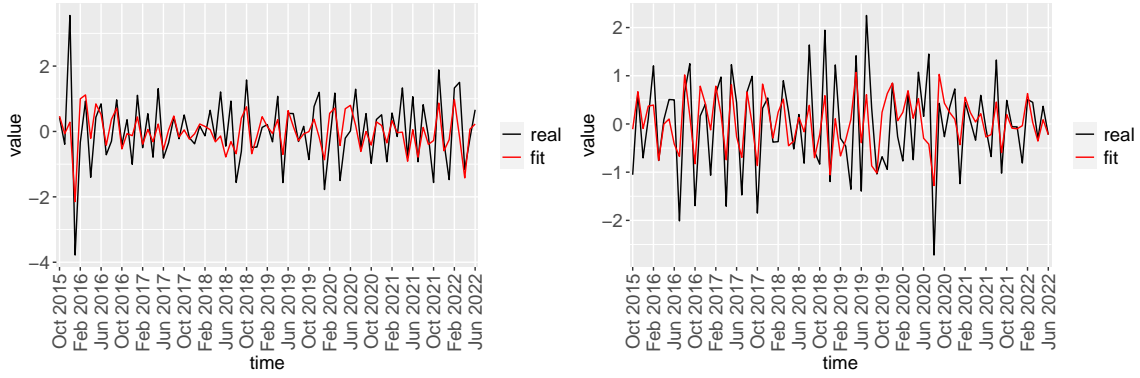 2
0
−2
−4
value
Oct 2015
Feb 2016
Jun 2016
Oct 2016
Feb 2017
Jun 2017
Oct 2017
Feb 2018
Jun 2018
Oct 2018
Feb 2019
Jun 2019
Oct 2019
Feb 2020
Jun 2020
Oct 2020
Feb 2021
Jun 2021
Oct 2021
Feb 2022
Jun 2022
time
real
fit
2
1
0
−1
−2
value
Oct 2015
Feb 2016
Jun 2016
Oct 2016
Feb 2017
Jun 2017
Oct 2017
Feb 2018
Jun 2018
Oct 2018
Feb 2019
Jun 2019
Oct 2019
Feb 2020
Jun 2020
Oct 2020
Feb 2021
Jun 2021
Oct 2021
Feb 2022
Jun 2022
time
real
fit